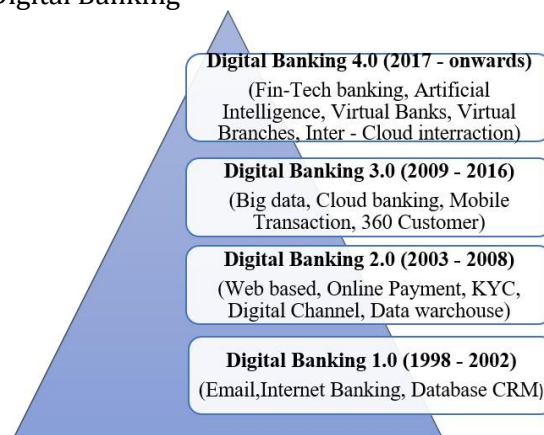 Digital Banking
Digital Banking 4.0 (2017 - onwards)
(Fin-Tech banking, Artificial
Intelligence, Virtual Banks, Virtual
Branches, Inter - Cloud interraction)
Digital Banking 3.0 (2009 - 2016)
(Big data, Cloud banking, Mobile
Transaction, 360 Customer)
Digital Banking 2.0 (2003 - 2008)
(Web based, Online Payment, KYC,
Digital Channel, Data warehouse)
Digital Banking 1.0 (1998 - 2002)
(Email,Internet Banking, Database CRM)